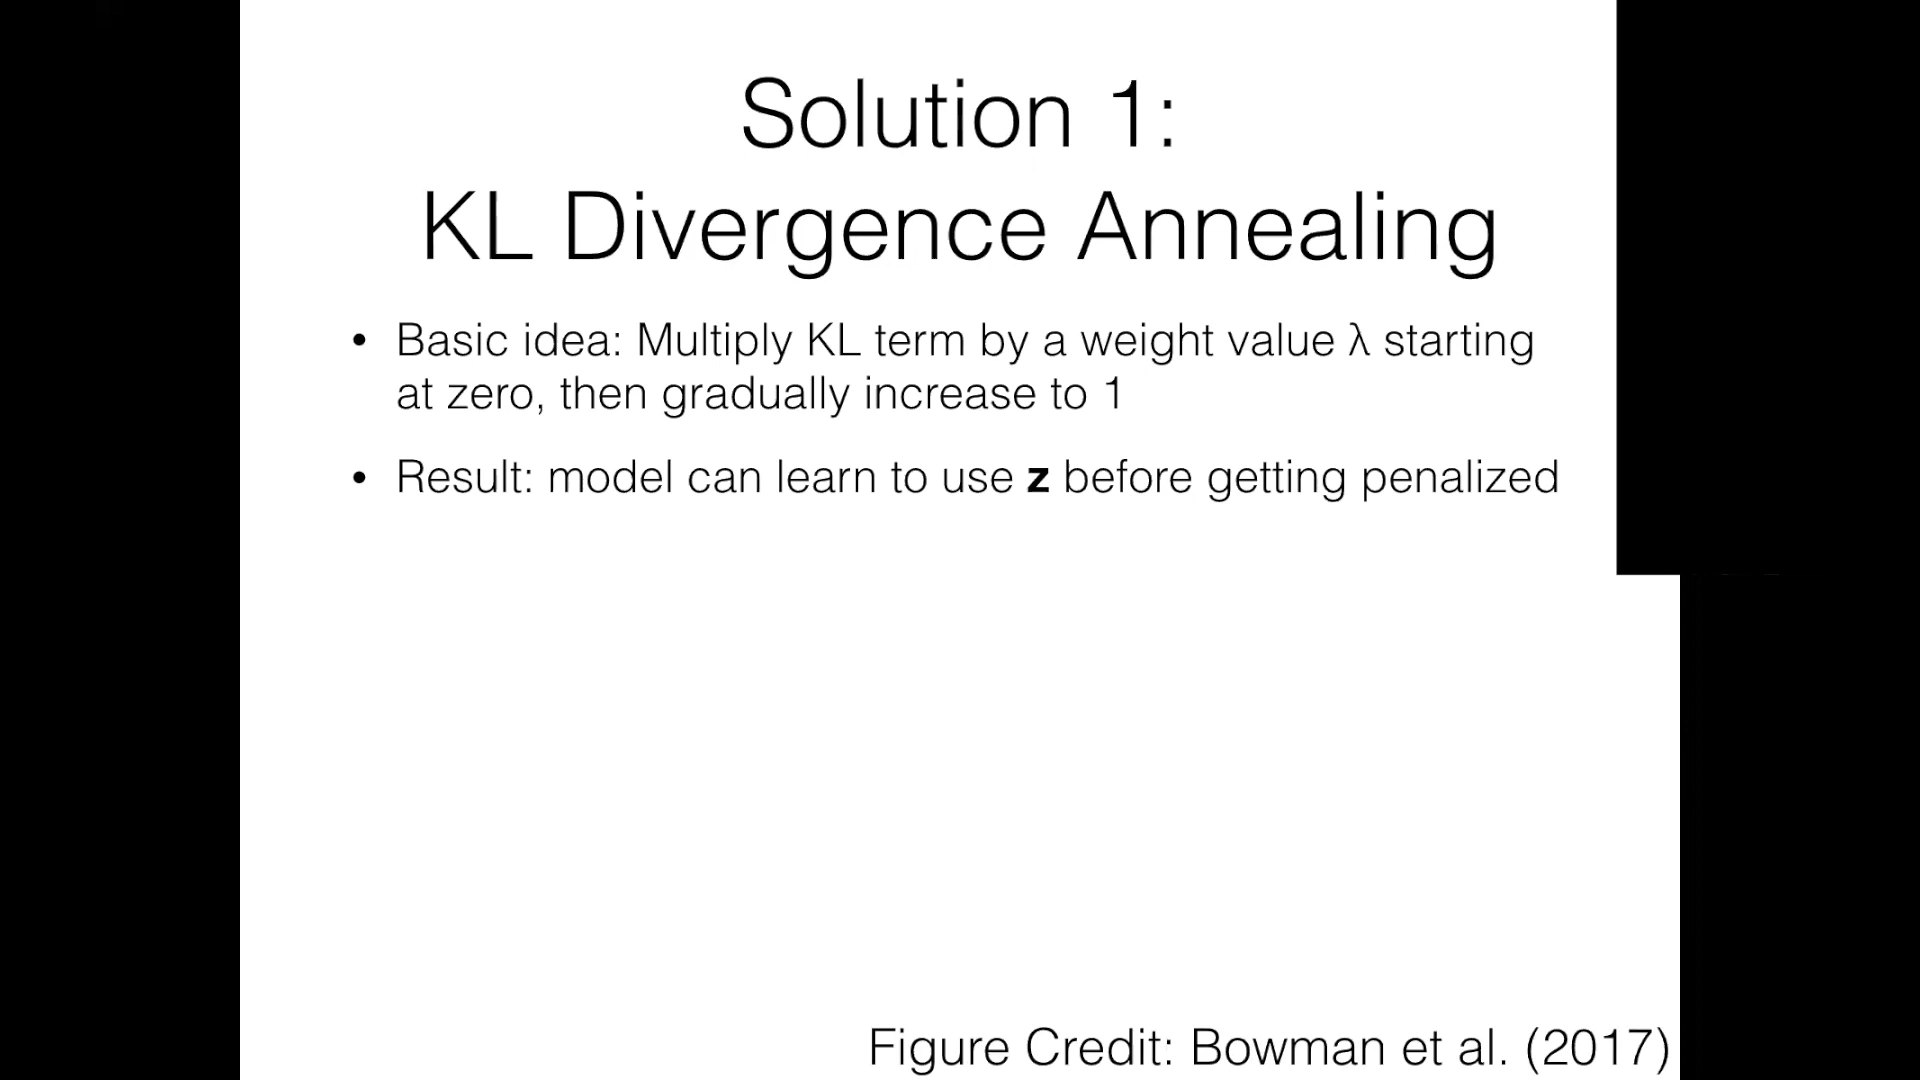 Solution 1:
KL Divergence Annealing
• Basic idea: Multiply KL term by a weight value λ starting
at zero, then gradually increase to 1
• Result: model can learn to use z before getting penalized
Figure Credit: Bowman et al. (2017)